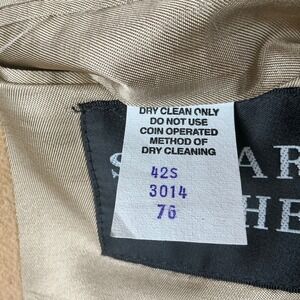 DRY CLEAN ONLY
DO NOT USE
COIN OPERATED
METHOD OF
DRY CLEANING
42S
3014
76